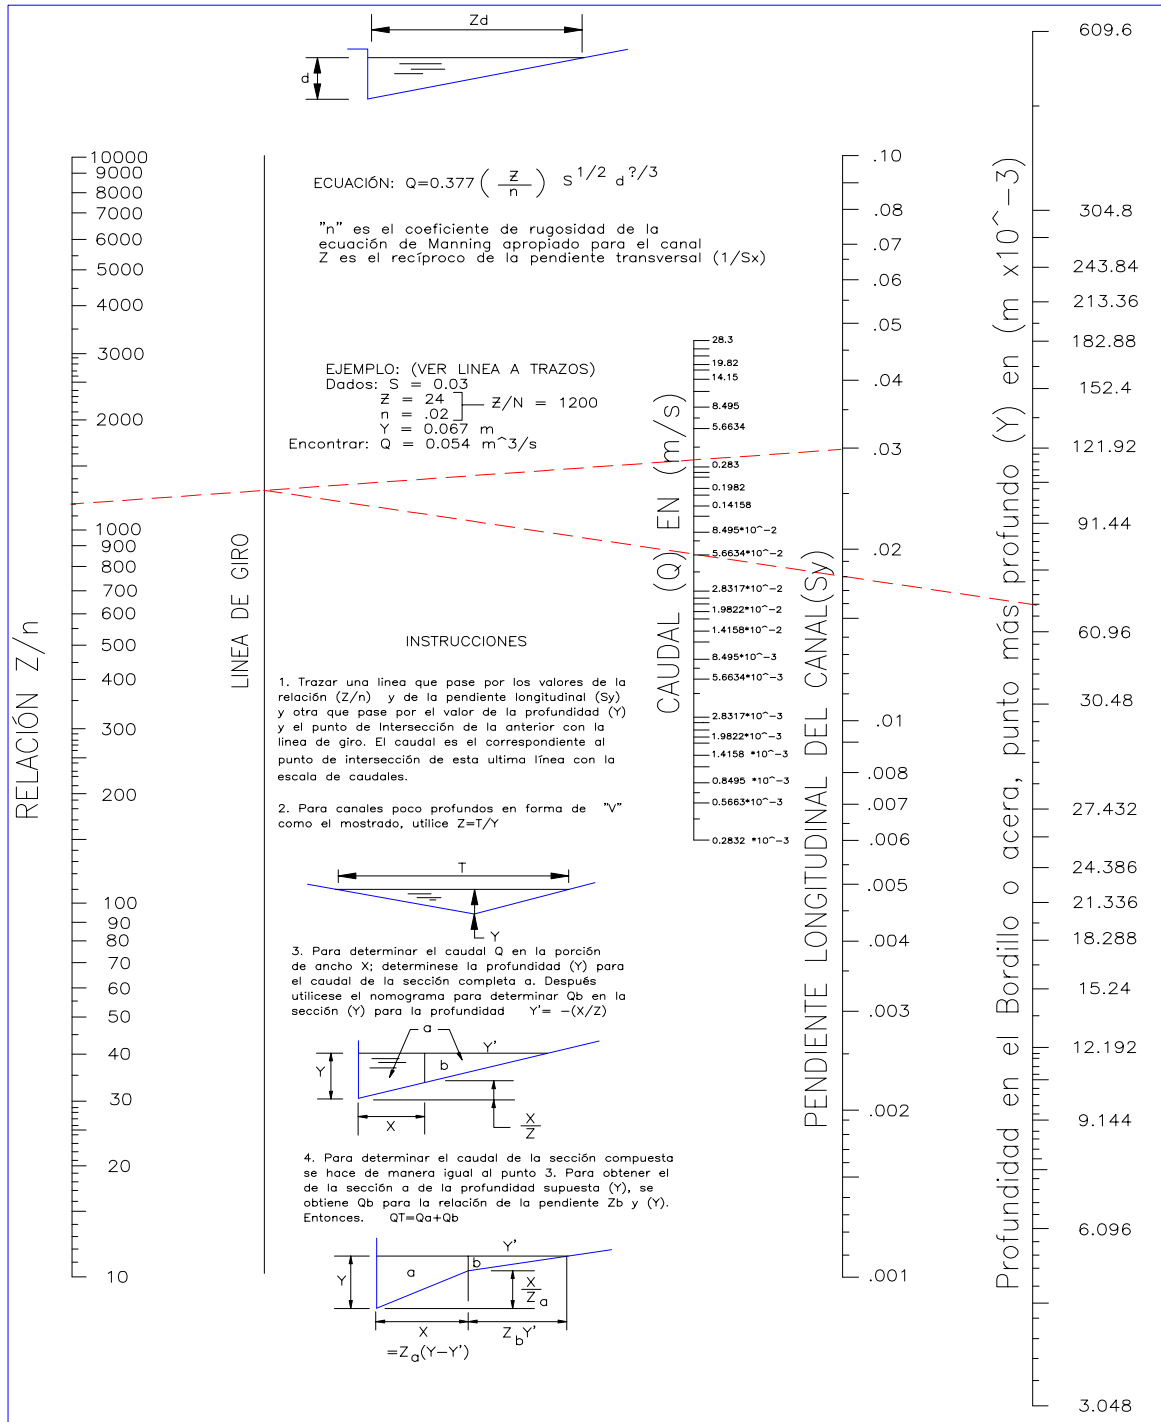 Zd
d
ECUACIÓN: Q=0.377 ( Z/n ) S^1/2 d^?/3
"n" es el coeficiente de rugosidad de la
ecuación de Manning apropiado para el canal
Z es el recíproco de la pendiente transversal (1/Sx)
EJEMPLO: (VER LINEA A TRAZOS)
Dados: S = 0.03
Z = 24
n = .02
Z/N = 1200
Y = 0.067 m
Encontrar: Q = 0.054 m^3/s
RELACIÓN Z/n
10000
9000
8000
7000
6000
5000
4000
3000
2000
1000
900
800
700
600
500
400
300
200
100
90
80
70
60
50
40
30
20
10
LINEA DE GIRO
INSTRUCCIONES
1. Trazar una linea que pase por los valores de la
relación (Z/n) y de la pendiente longitudinal (Sy)
y otra que pase por el valor de la profundidad (Y)
y el punto de Intersección de la anterior con la
linea de giro. El caudal es el correspondiente al
punto de intersección de esta ultima línea con la
escala de caudales.
2. Para canales poco profundos en forma de "V"
como el mostrado, utilice Z=T/Y
T
Y
3. Para determinar el caudal Q en la porción
de ancho X; determinese la profundidad (Y) para
el caudal de la sección completa a. Después
utilicese el nomograma para determinar Qb en la
sección (Y) para la profundidad Y'= -(X/Z)
a
Y'
Y
b
X
X/Z
4. Para determinar el caudal de la sección compuesta
se hace de manera igual al punto 3. Para obtener el
de la sección a de la profundidad supuesta (Y), se
obtiene Qb para la relación de la pendiente Zb y (Y).
Entonces. QT=Qa+Qb
Y'
b
a
Y
X/Za
X
ZbY'
=Za(Y-Y')
CAUDAL (Q) EN (m/s)
28.3
19.82
14.15
8.495
5.6634
0.283
0.1982
0.14158
8.495*10^-2
5.6634*10^-2
2.8317*10^-2
1.9822*10^-2
1.4158*10^-2
8.495*10^-3
5.6634*10^-3
2.8317*10^-3
1.9822*10^-3
1.4158 *10^-3
0.8495 *10^-3
0.5663*10^-3
0.2832 *10^-3
PENDIENTE LONGITUDINAL DEL CANAL(Sy)
.10
.08
.07
.06
.05
.04
.03
.02
.01
.008
.007
.006
.005
.004
.003
.002
.001
Profundidad en el Bordillo o acera, punto más profundo (Y) en (m x10^-3)
609.6
304.8
243.84
213.36
182.88
152.4
121.92
91.44
60.96
30.48
27.432
24.386
21.336
18.288
15.24
12.192
9.144
6.096
3.048